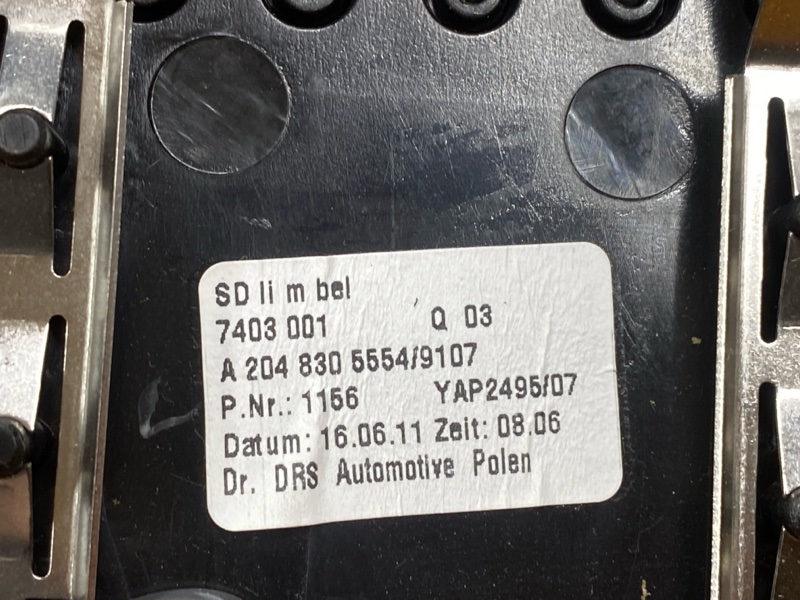 SD li m bel
7403 001 Q 03
A 204 830 5554/9107
P.Nr.: 1156 YAP2495/07
Datum: 16.06.11 Zeit: 08.06
Dr. DRS Automotive Polen